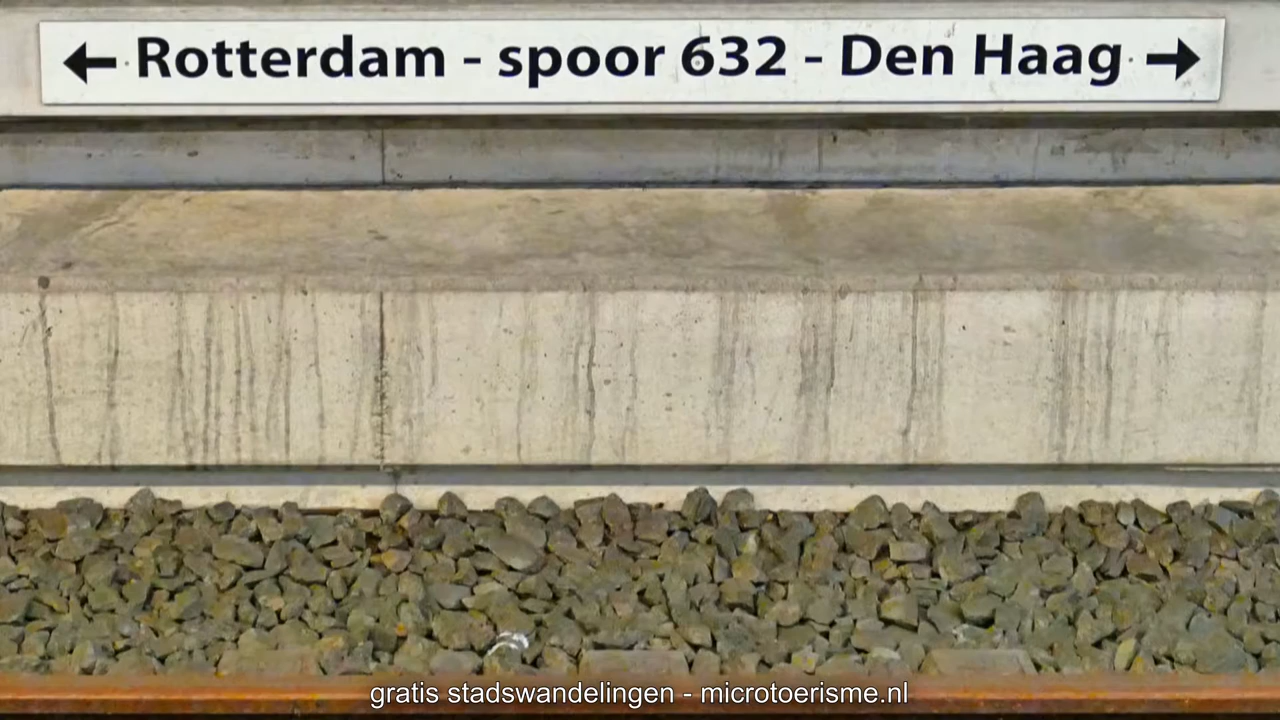 ← Rotterdam - spoor 632 - Den Haag →
gratis stadswandelingen - microtoerisme.nl